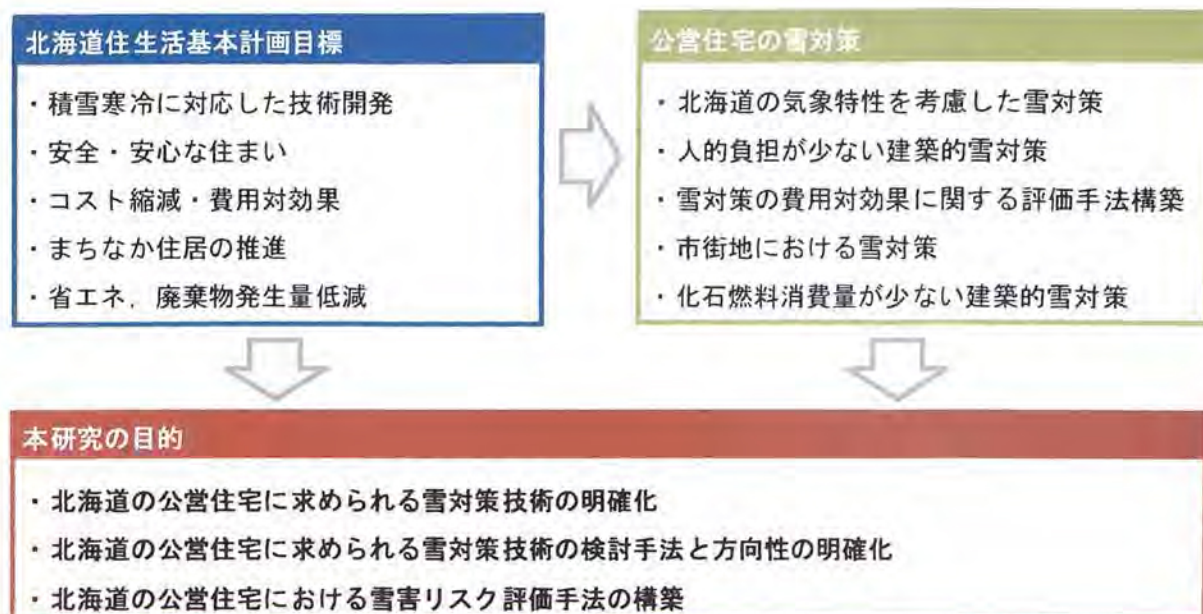 北海道住生活基本計画目標
・積雪寒冷に対応した技術開発
・安全・安心な住まい
・コスト縮減・費用対効果
・まちなか住居の推進
・省エネ，廃棄物発生量低減
公営住宅の雪対策
・北海道の気象特性を考慮した雪対策
・人的負担が少ない建築的雪対策
・雪対策の費用対効果に関する評価手法構築
・市街地における雪対策
・化石燃料消費量が少ない建築的雪対策
本研究の目的
・北海道の公営住宅に求められる雪対策技術の明確化
・北海道の公営住宅に求められる雪対策技術の検討手法と方向性の明確化
・北海道の公営住宅における雪害リスク評価手法の構築